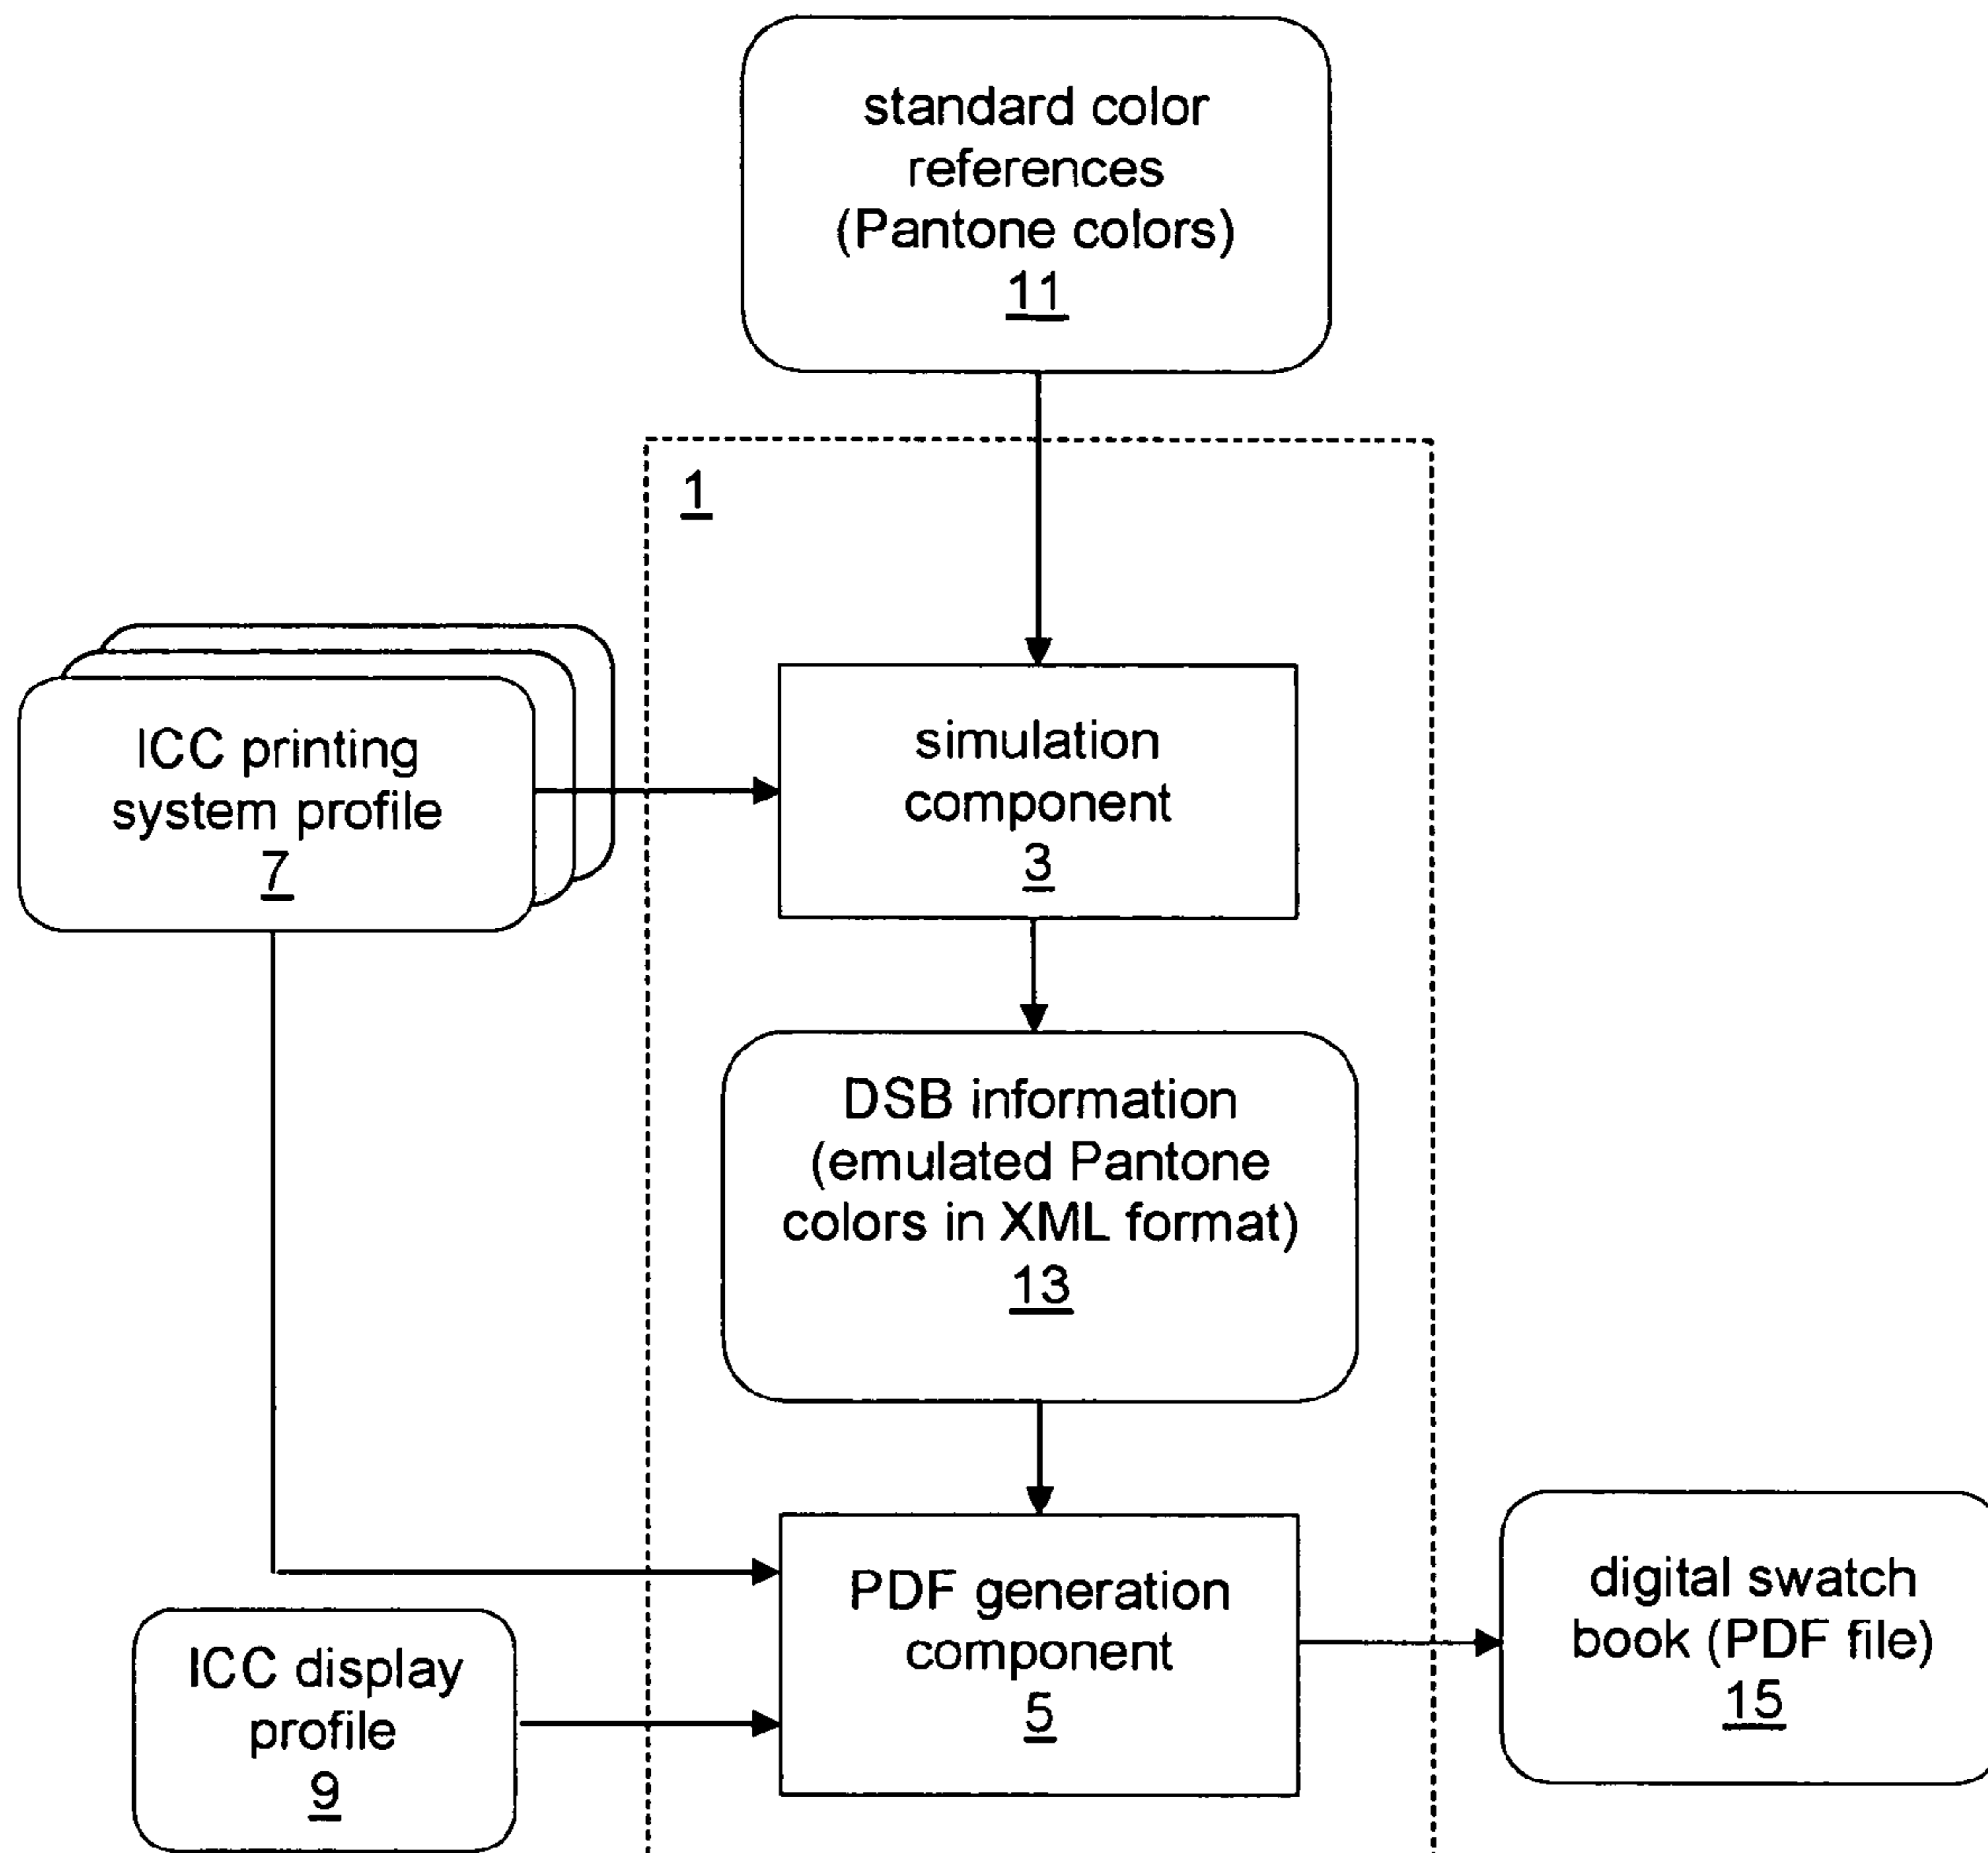 standard color
references
(Pantone colors)
11
1
ICC printing
system profile
7
simulation
component
3
DSB information
(emulated Pantone
colors in XML format)
13
PDF generation
component
5
ICC display
profile
9
digital swatch
book (PDF file)
15